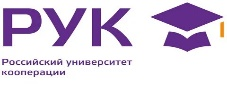 РУК
Российский университет
кооперации